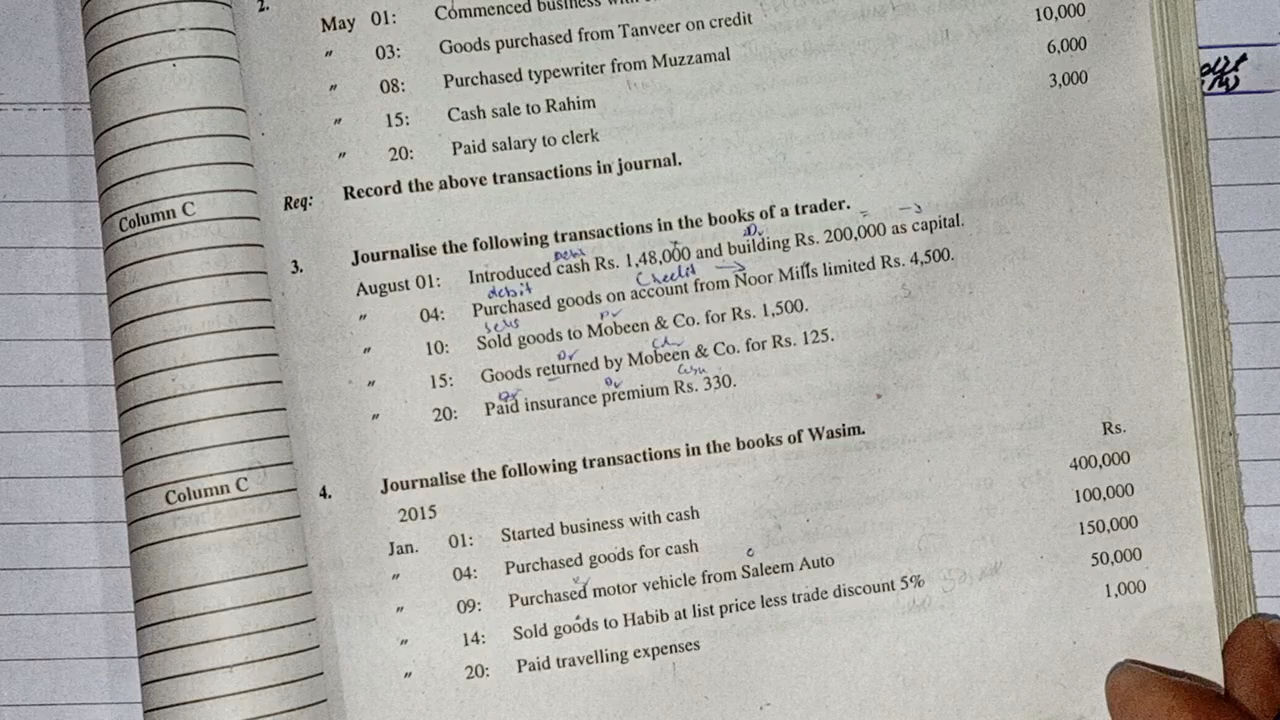 2.
May 01: Commenced business
" 03: Goods purchased from Tanveer on credit 10,000
" 08: Purchased typewriter from Muzzamal 6,000
" 15: Cash sale to Rahim 3,000
" 20: Paid salary to clerk
Req: Record the above transactions in journal.
Column C
3. Journalise the following transactions in the books of a trader.
August 01: Introduced cash Rs. 1,48,000 and building Rs. 200,000 as capital.
debit
" 04: Purchased goods on account from Noor Mills limited Rs. 4,500.
" 10: Sold goods to Mobeen & Co. for Rs. 1,500.
Dr
" 15: Goods returned by Mobeen & Co. for Rs. 125.
" 20: Paid insurance premium Rs. 330.
Column C
4. Journalise the following transactions in the books of Wasim.
2015 Rs.
Jan. 01: Started business with cash 400,000
" 04: Purchased goods for cash 100,000
" 09: Purchased motor vehicle from Saleem Auto 150,000
" 14: Sold goods to Habib at list price less trade discount 5% 50,000
" 20: Paid travelling expenses 1,000